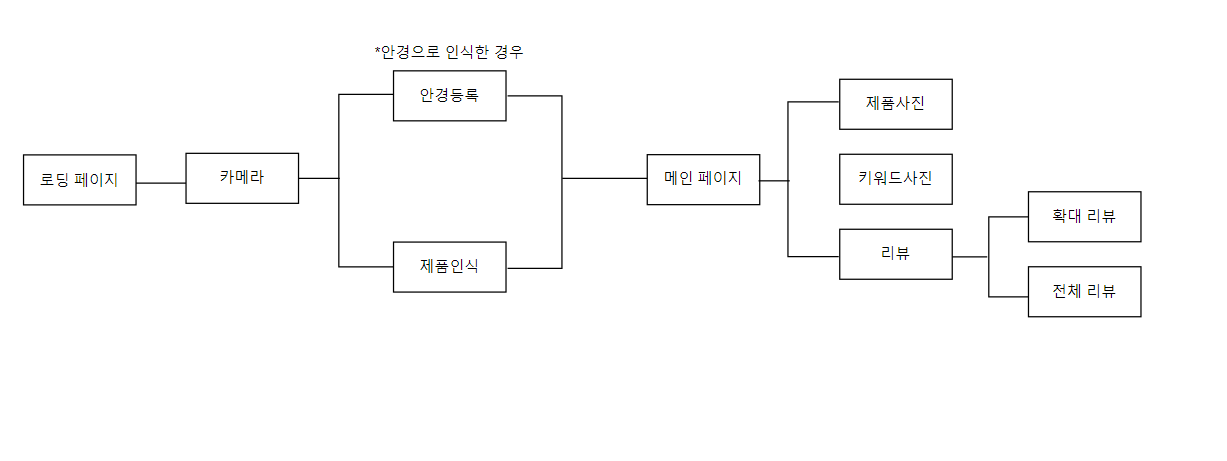 *안경으로 인식한 경우
안경등록
로딩 페이지
카메라
제품인식
메인 페이지
제품사진
키워드사진
리뷰
확대 리뷰
전체 리뷰